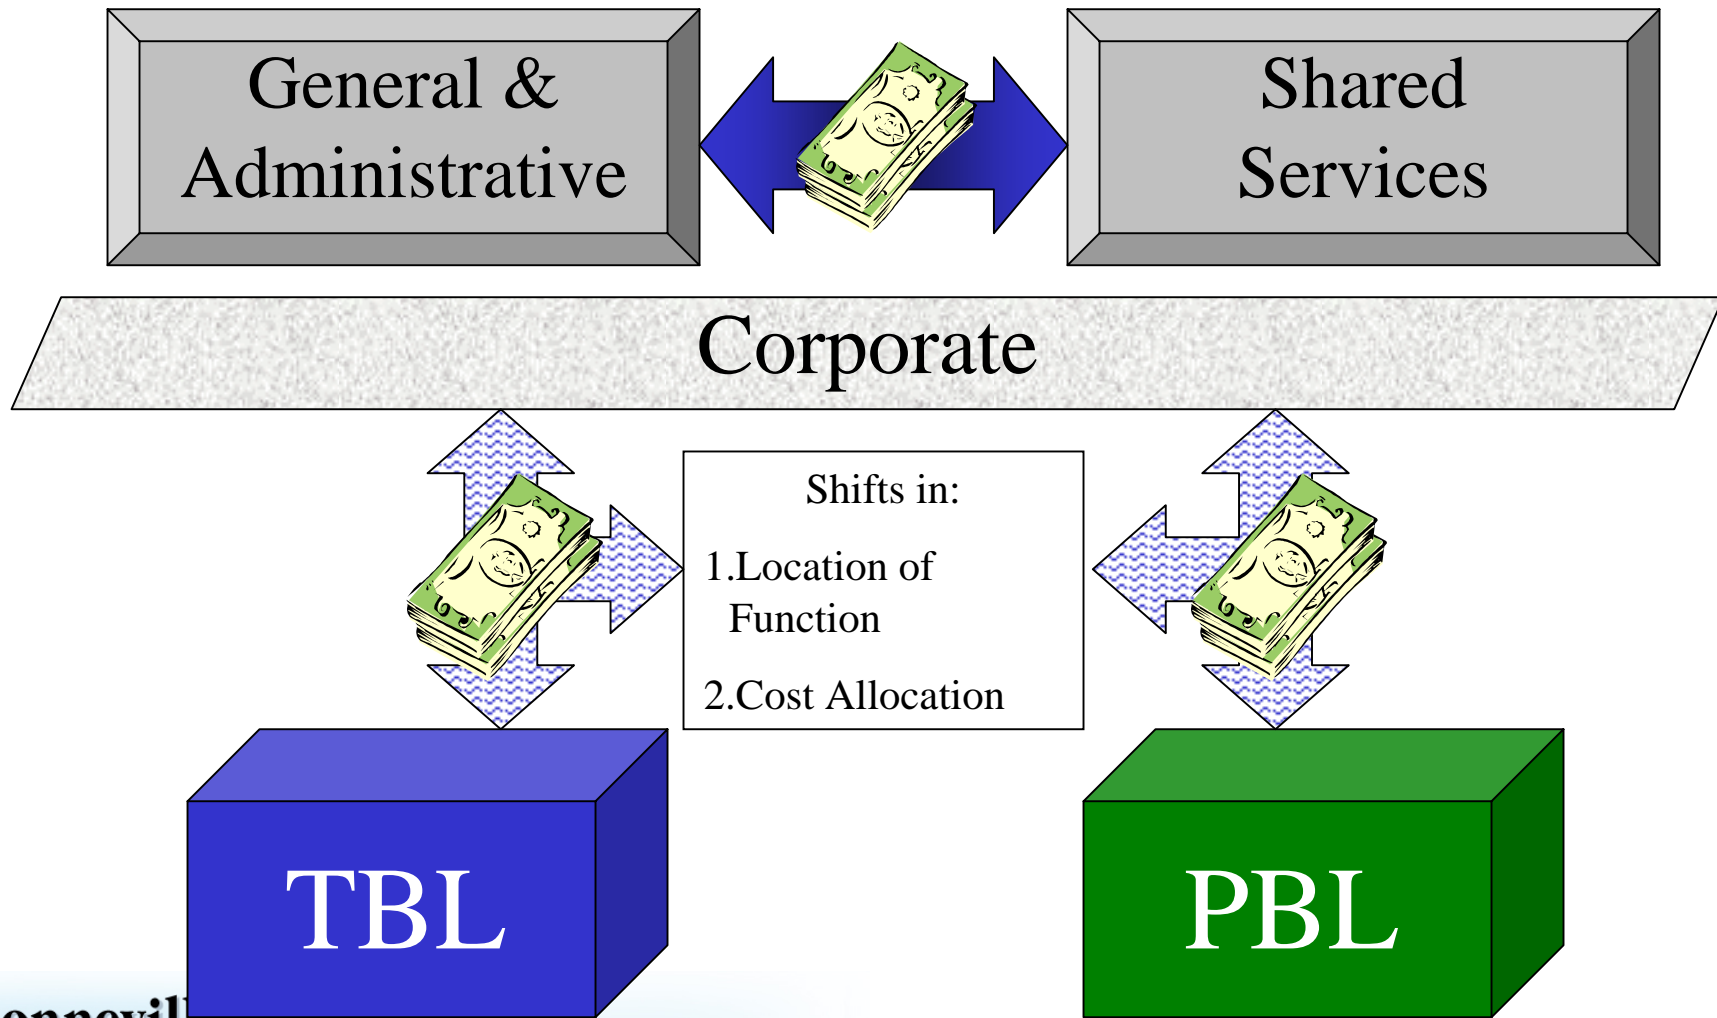 General &
Administrative
Shared
Services
Corporate
Shifts in:
1.Location of
Function
2.Cost Allocation
TBL
PBL